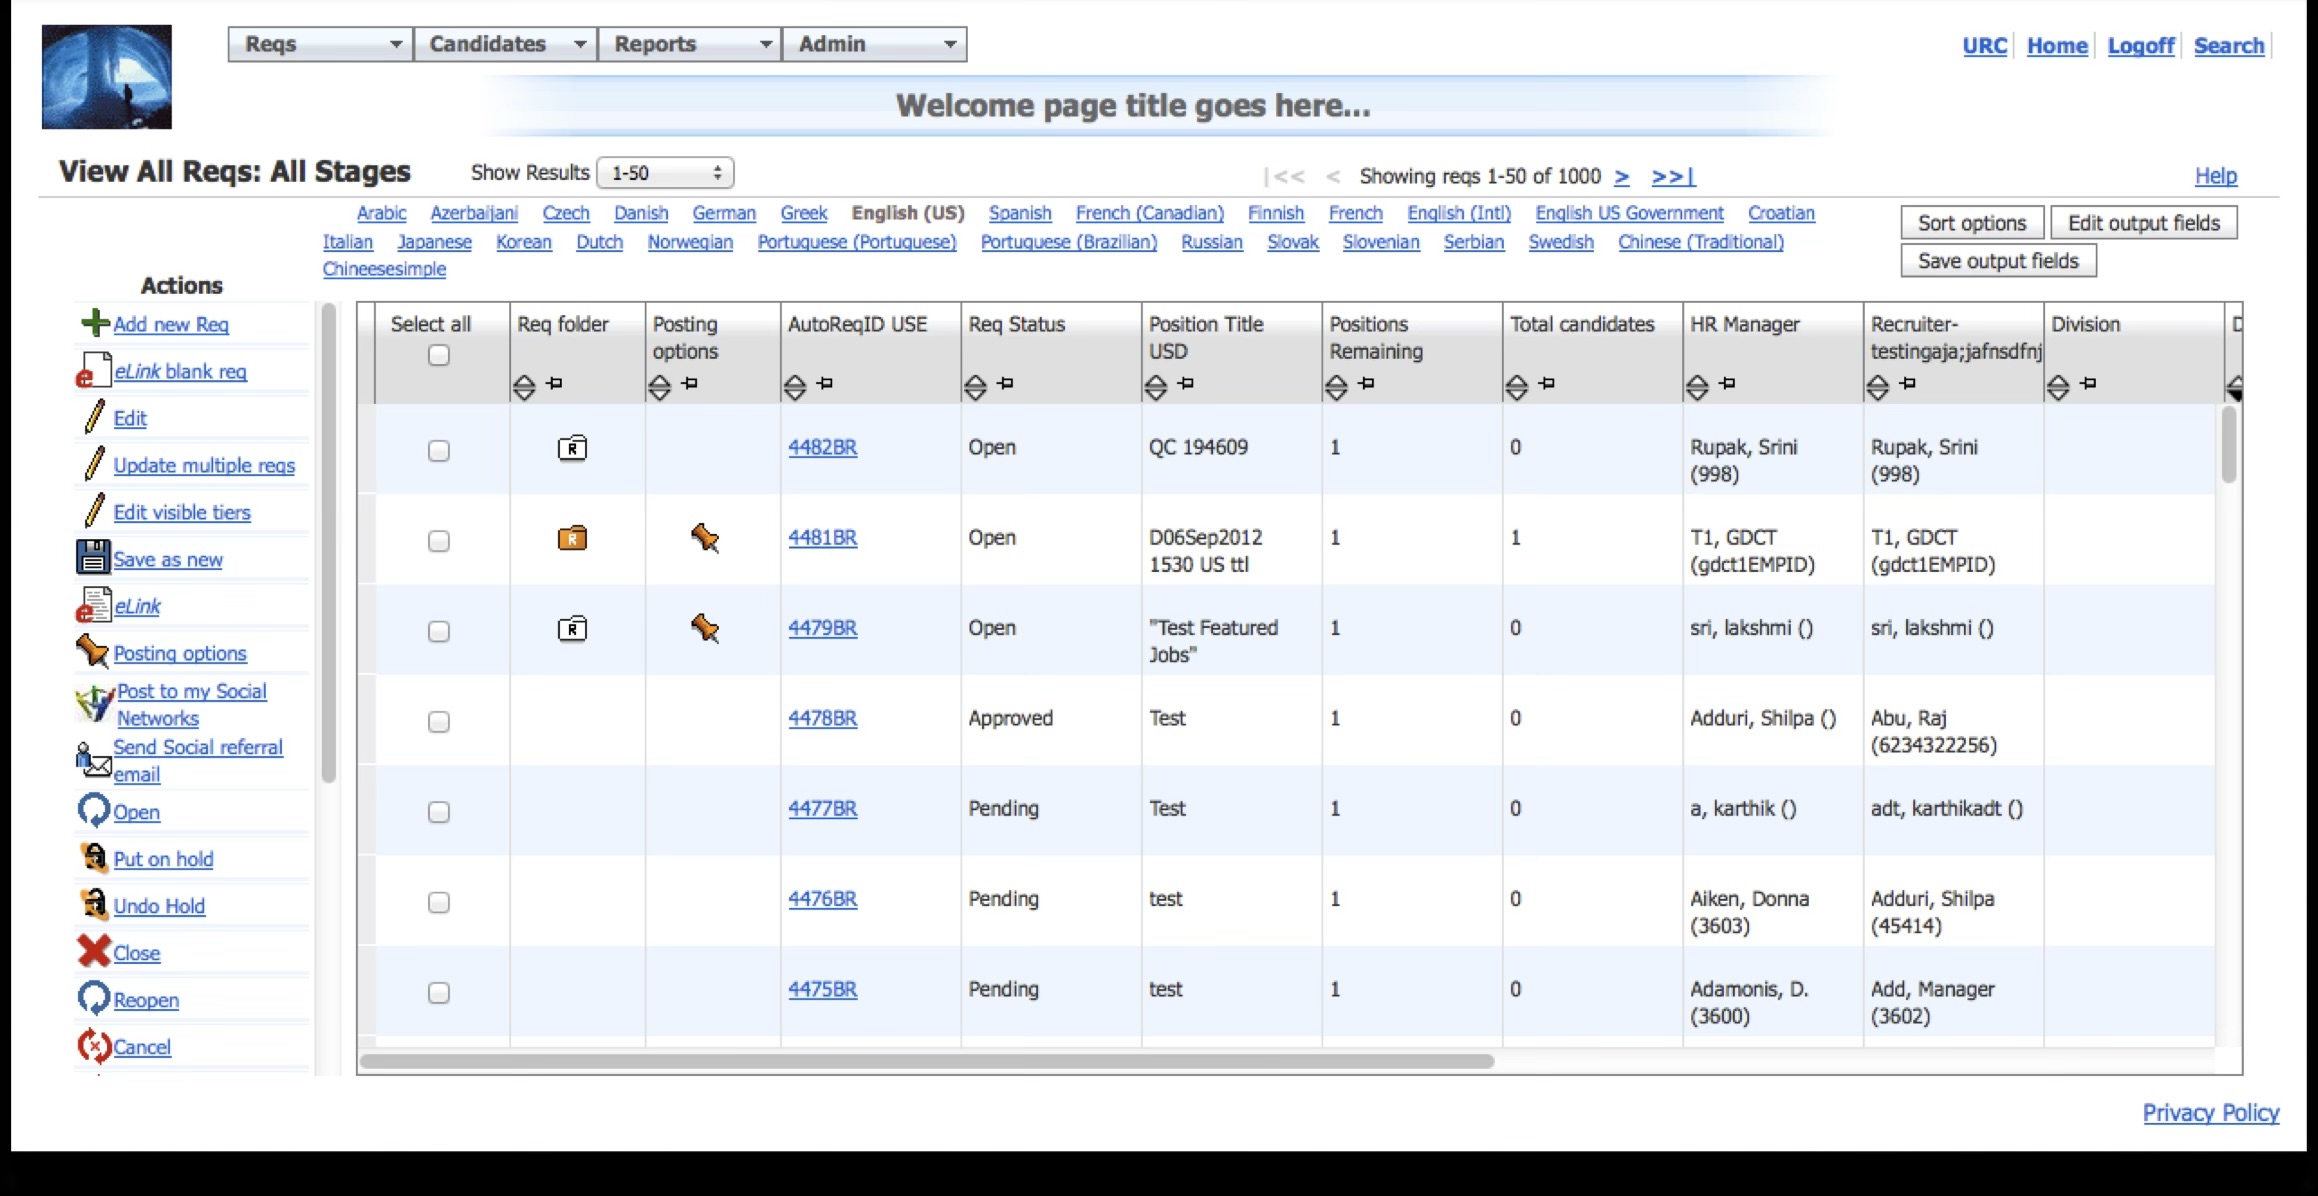 Reqs Candidates Reports Admin
URC Home Logoff Search
Welcome page title goes here...
View All Reqs: All Stages Show Results 1-50 |<< < Showing reqs 1-50 of 1000 > >>| Help
Arabic Azerbaijani Czech Danish German Greek English (US) Spanish French (Canadian) Finnish French English (Intl) English US Government Croatian
Italian Japanese Korean Dutch Norwegian Portuguese (Portuguese) Portuguese (Brazilian) Russian Slovak Slovenian Serbian Swedish Chinese (Traditional)
Chineesesimple
Sort options Edit output fields
Save output fields
Actions
Add new Req
eLink blank req
Edit
Update multiple reqs
Edit visible tiers
Save as new
eLink
Posting options
Post to my Social
Networks
Send Social referral
email
Open
Put on hold
Undo Hold
Close
Reopen
Cancel
Select all Req folder Posting AutoReqID USE Req Status Position Title Positions Total candidates HR Manager Recruiter- Division D
options USD Remaining testingaja;jafnsdfnj
R 4482BR Open QC 194609 1 0 Rupak, Srini Rupak, Srini
(998) (998)
R 4481BR Open D06Sep2012 1 1 T1, GDCT T1, GDCT
1530 US ttl (gdct1EMPID) (gdct1EMPID)
R 4479BR Open "Test Featured 1 0 sri, lakshmi () sri, lakshmi ()
Jobs"
4478BR Approved Test 1 0 Adduri, Shilpa () Abu, Raj
(6234322256)
4477BR Pending Test 1 0 a, karthik () adt, karthikadt ()
4476BR Pending test 1 0 Aiken, Donna Adduri, Shilpa
(3603) (45414)
4475BR Pending test 1 0 Adamonis, D. Add, Manager
(3600) (3602)
Privacy Policy